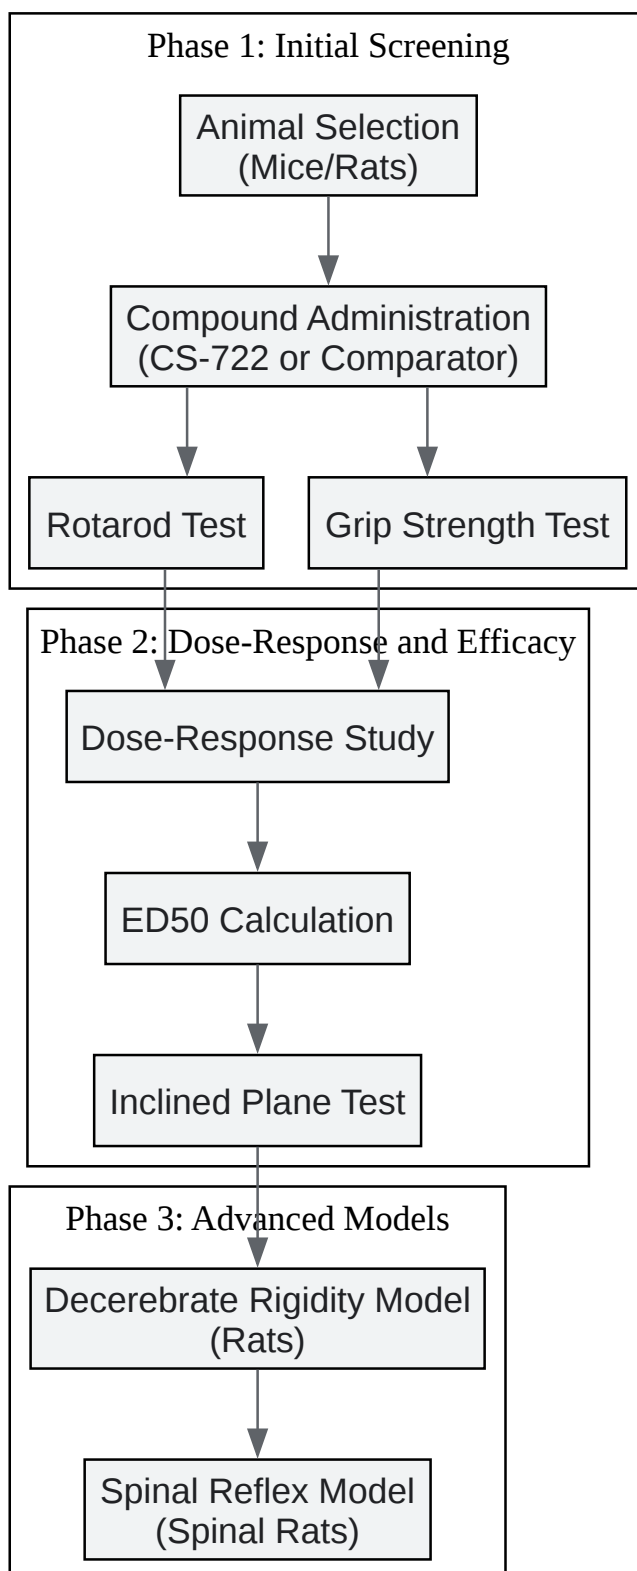 Phase 1: Initial Screening
Animal Selection
(Mice/Rats)
Compound Administration
(CS-722 or Comparator)
Rotarod Test
Grip Strength Test
Phase 2: Dose-Response and Efficacy
Dose-Response Study
ED50 Calculation
Inclined Plane Test
Phase 3: Advanced Models
Decerebrate Rigidity Model
(Rats)
Spinal Reflex Model
(Spinal Rats)